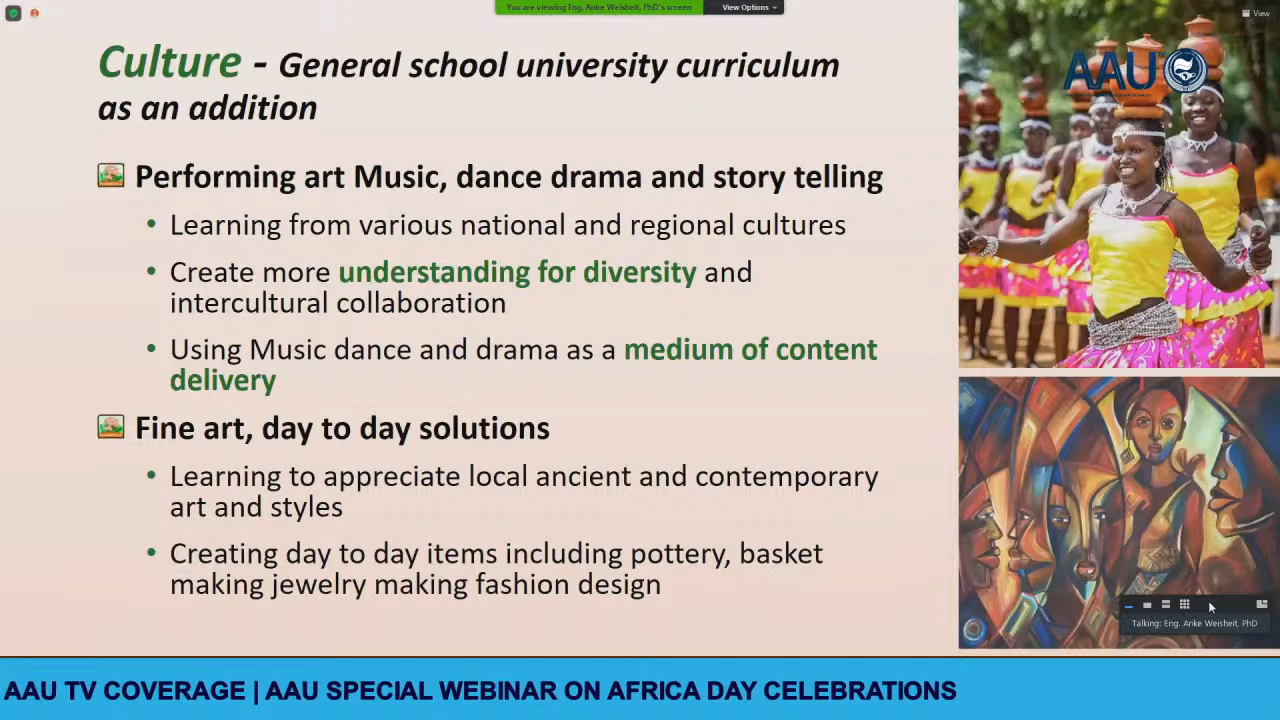 You are viewing Eng. Anke Weisheit, PhD's screen
View Options
View
Culture - General school university curriculum
as an addition
AAU
Performing art Music, dance drama and story telling
• Learning from various national and regional cultures
• Create more understanding for diversity and
intercultural collaboration
• Using Music dance and drama as a medium of content
delivery
Fine art, day to day solutions
• Learning to appreciate local ancient and contemporary
art and styles
• Creating day to day items including pottery, basket
making jewelry making fashion design
Talking: Eng. Anke Weisheit, PhD
AAU TV COVERAGE | AAU SPECIAL WEBINAR ON AFRICA DAY CELEBRATIONS